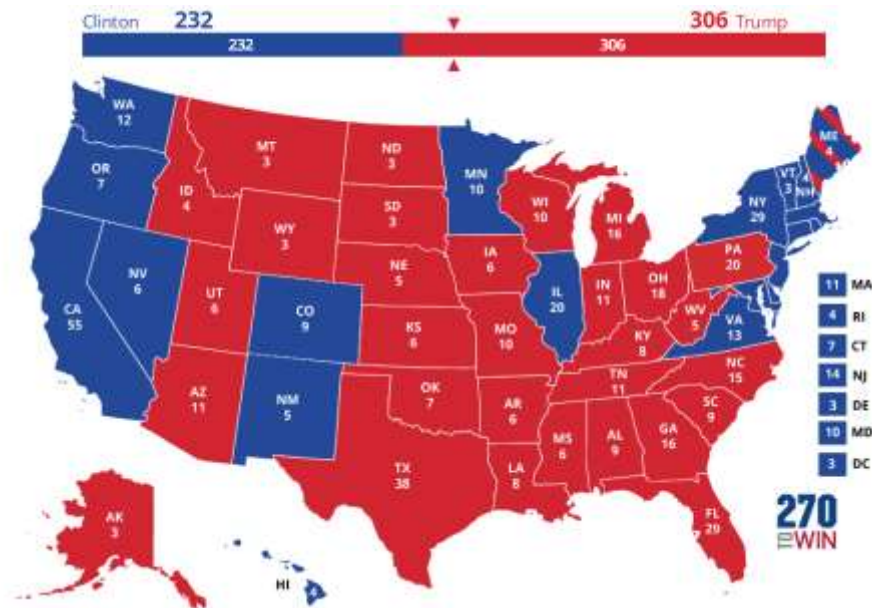 Clinton 232 306 Trump
232 306
WA
12
MT
3
ND
3
ME
4
OR
7
MN
10
VT
3
4
NH
ID
4
SD
3
WI
10
NY
29
WY
3
MI
16
IA
6
PA
20
NE
5
NV
6
UT
6
IL
20
IN
11
OH
18
CO
9
11 MA
CA
55
WV
5
VA
13
4 RI
KS
6
MO
10
KY
8
7 CT
NC
15
TN
11
14 NJ
AZ
11
NM
5
OK
7
AR
6
SC
9
3 DE
MS
6
AL
9
GA
16
10 MD
TX
38
LA
8
3 DC
AK
3
FL
29
270
TO WIN
HI
4